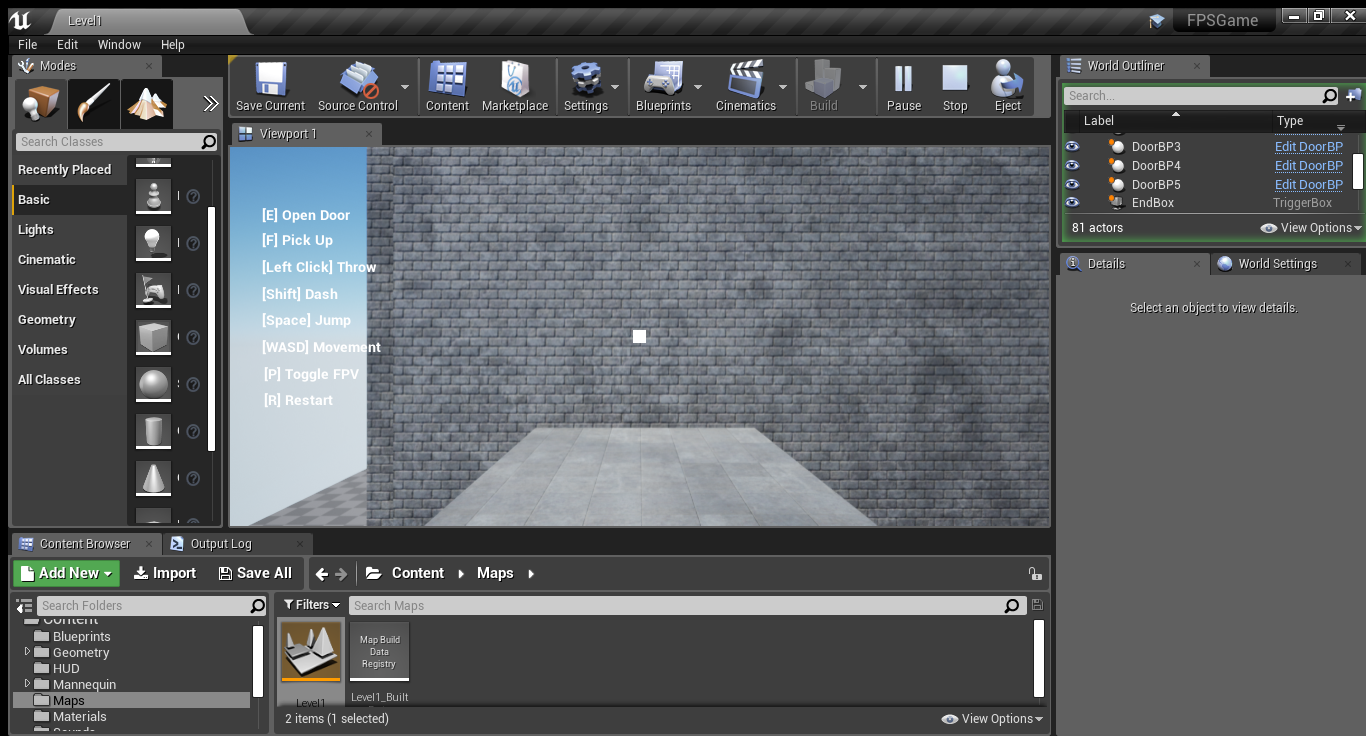 Level1
FPSGame
File Edit Window Help
Modes
Search Classes
Recently Placed
Basic
Lights
Cinematic
Visual Effects
Geometry
Volumes
All Classes
Save Current
Source Control
Content
Marketplace
Settings
Blueprints
Cinematics
Build
Pause
Stop
Eject
Viewport 1
[E] Open Door
[F] Pick Up
[Left Click] Throw
[Shift] Dash
[Space] Jump
[WASD] Movement
[P] Toggle FPV
[R] Restart
World Outliner
Search...
Label Type
DoorBP3 Edit DoorBP
DoorBP4 Edit DoorBP
DoorBP5 Edit DoorBP
EndBox TriggerBox
81 actors View Options
Details World Settings
Select an object to view details.
Content Browser Output Log
Add New Import Save All Content Maps
Search Folders
Content
Blueprints
Geometry
HUD
Mannequin
Maps
Materials
Sounds
Filters Search Maps
Map Build
Data
Registry
Level1
Level1_Built
2 items (1 selected) View Options